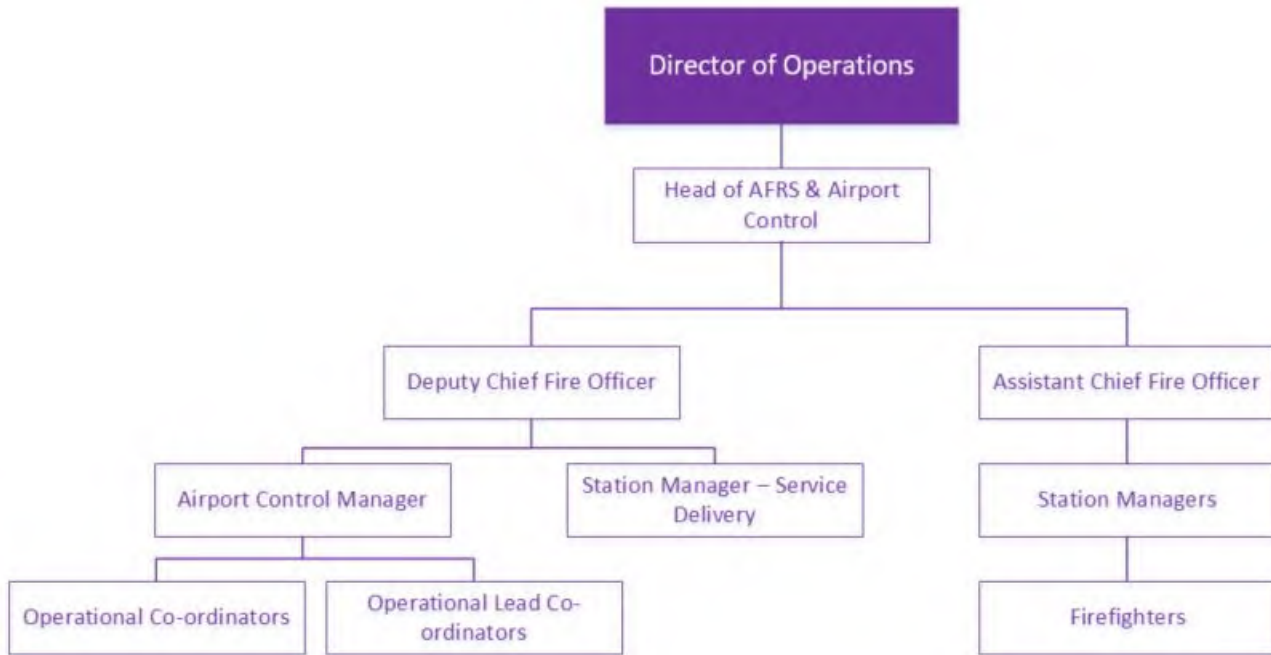 Director of Operations
Head of AFRS & Airport
Control
Deputy Chief Fire Officer
Assistant Chief Fire Officer
Airport Control Manager
Station Manager – Service
Delivery
Station Managers
Operational Co-ordinators
Operational Lead Co-
ordinators
Firefighters